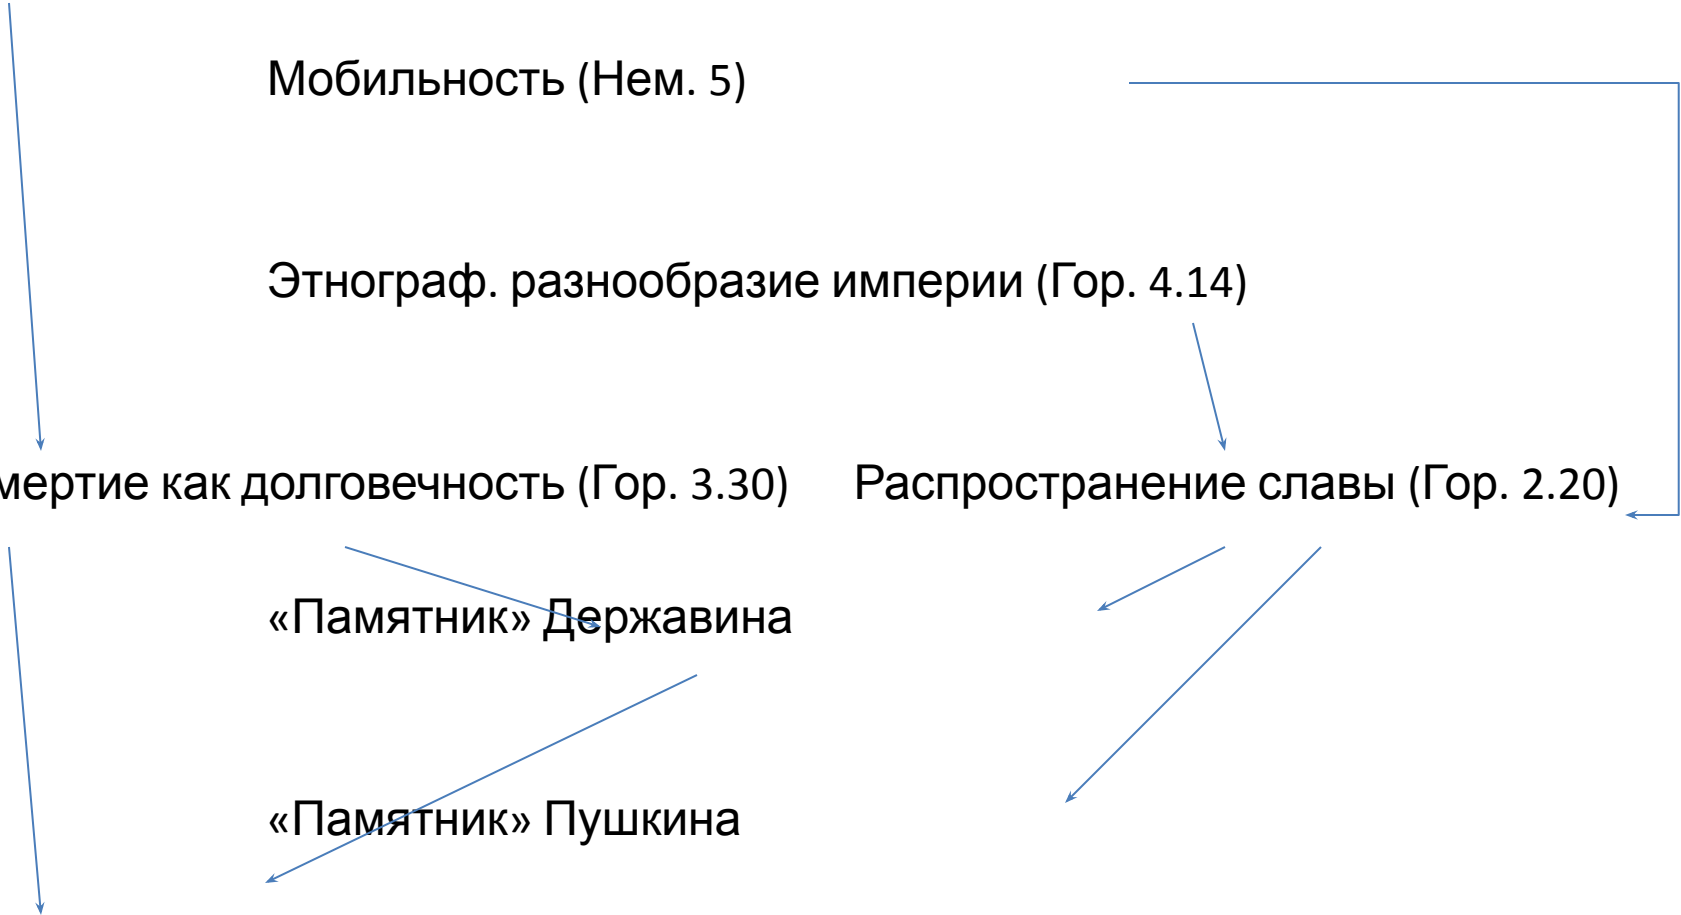 Мобильность (Нем. 5)
Этнограф. разнообразие империи (Гор. 4.14)
мертие как долговечность (Гор. 3.30) Распространение славы (Гор. 2.20)
«Памятник» Державина
«Памятник» Пушкина